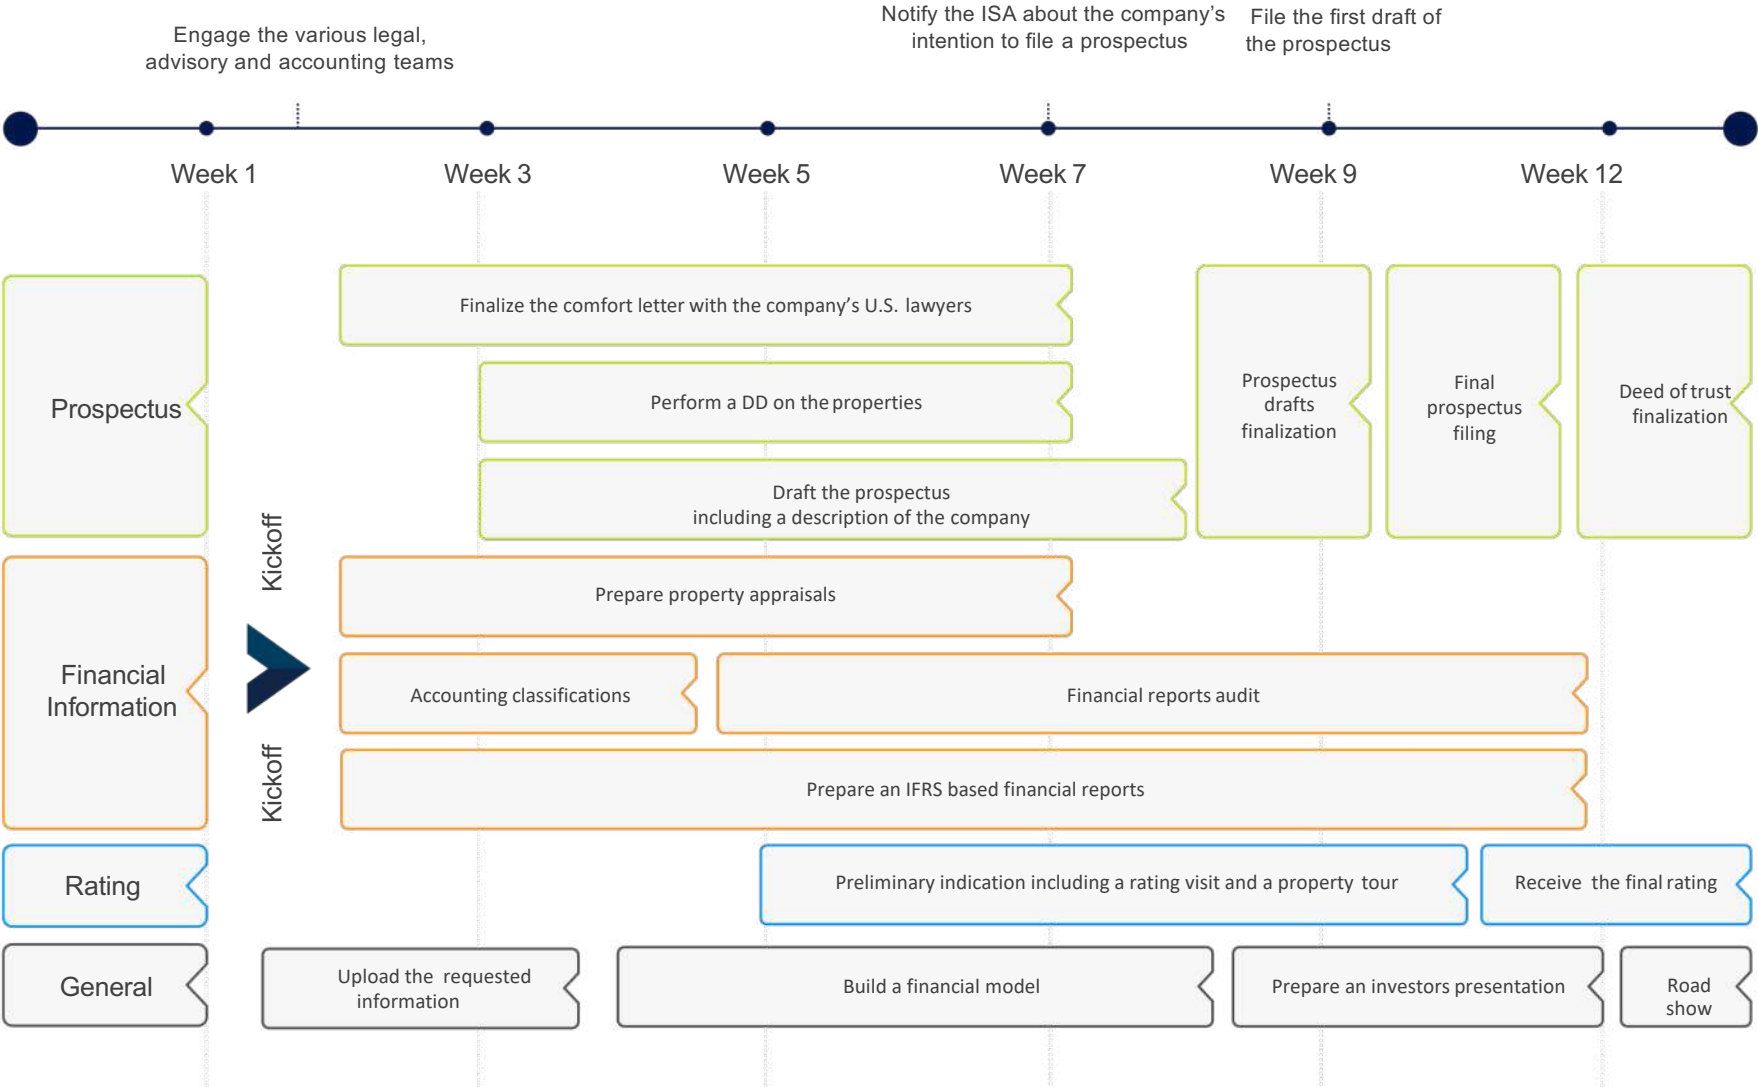 Engage the various legal,
advisory and accounting teams
Notify the ISA about the company's
intention to file a prospectus
File the first draft of
the prospectus
Week 1
Week 3
Week 5
Week 7
Week 9
Week 12
Prospectus
Finalize the comfort letter with the company's U.S. lawyers
Perform a DD on the properties
Draft the prospectus
including a description of the company
Prospectus
drafts
finalization
Final
prospectus
filing
Deed of trust
finalization
Kickoff
Kickoff
Financial
Information
Prepare property appraisals
Accounting classifications
Financial reports audit
Prepare an IFRS based financial reports
Rating
Preliminary indication including a rating visit and a property tour
Receive the final rating
General
Upload the requested
information
Build a financial model
Prepare an investors presentation
Road
show